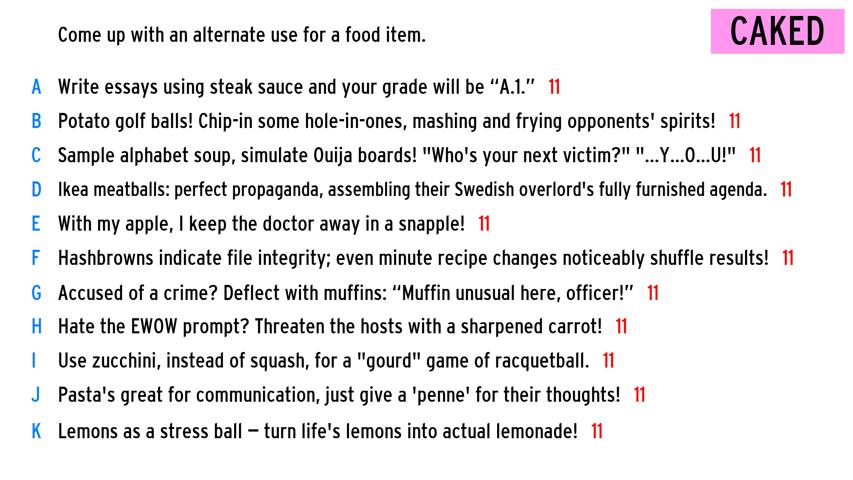 Come up with an alternate use for a food item.
CAKED
A Write essays using steak sauce and your grade will be “A.1.” 11
B Potato golf balls! Chip-in some hole-in-ones, mashing and frying opponents' spirits! 11
C Sample alphabet soup, simulate Ouija boards! "Who's your next victim?" "...Y...O...U!" 11
D Ikea meatballs: perfect propaganda, assembling their Swedish overlord's fully furnished agenda. 11
E With my apple, I keep the doctor away in a snapple! 11
F Hashbrowns indicate file integrity; even minute recipe changes noticeably shuffle results! 11
G Accused of a crime? Deflect with muffins: “Muffin unusual here, officer!” 11
H Hate the EWOW prompt? Threaten the hosts with a sharpened carrot! 11
I Use zucchini, instead of squash, for a "gourd" game of racquetball. 11
J Pasta's great for communication, just give a 'penne' for their thoughts! 11
K Lemons as a stress ball – turn life's lemons into actual lemonade! 11